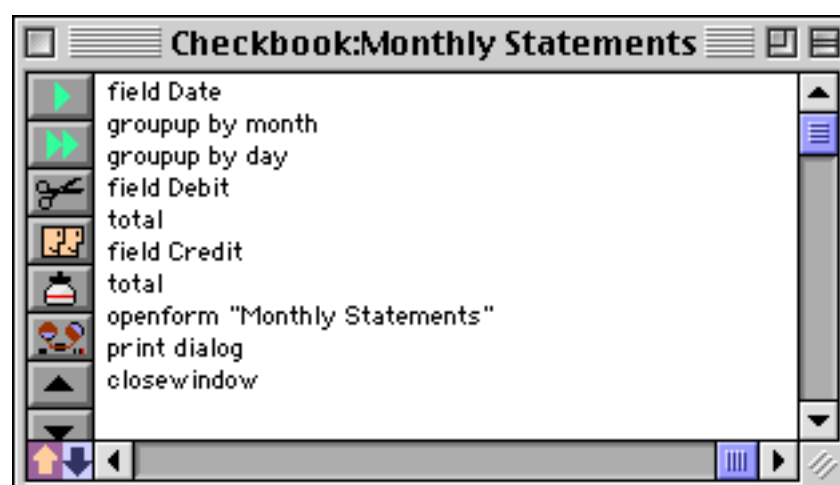 Checkbook:Monthly Statements
field Date
groupup by month
groupup by day
field Debit
total
field Credit
total
openform "Monthly Statements"
print dialog
closewindow